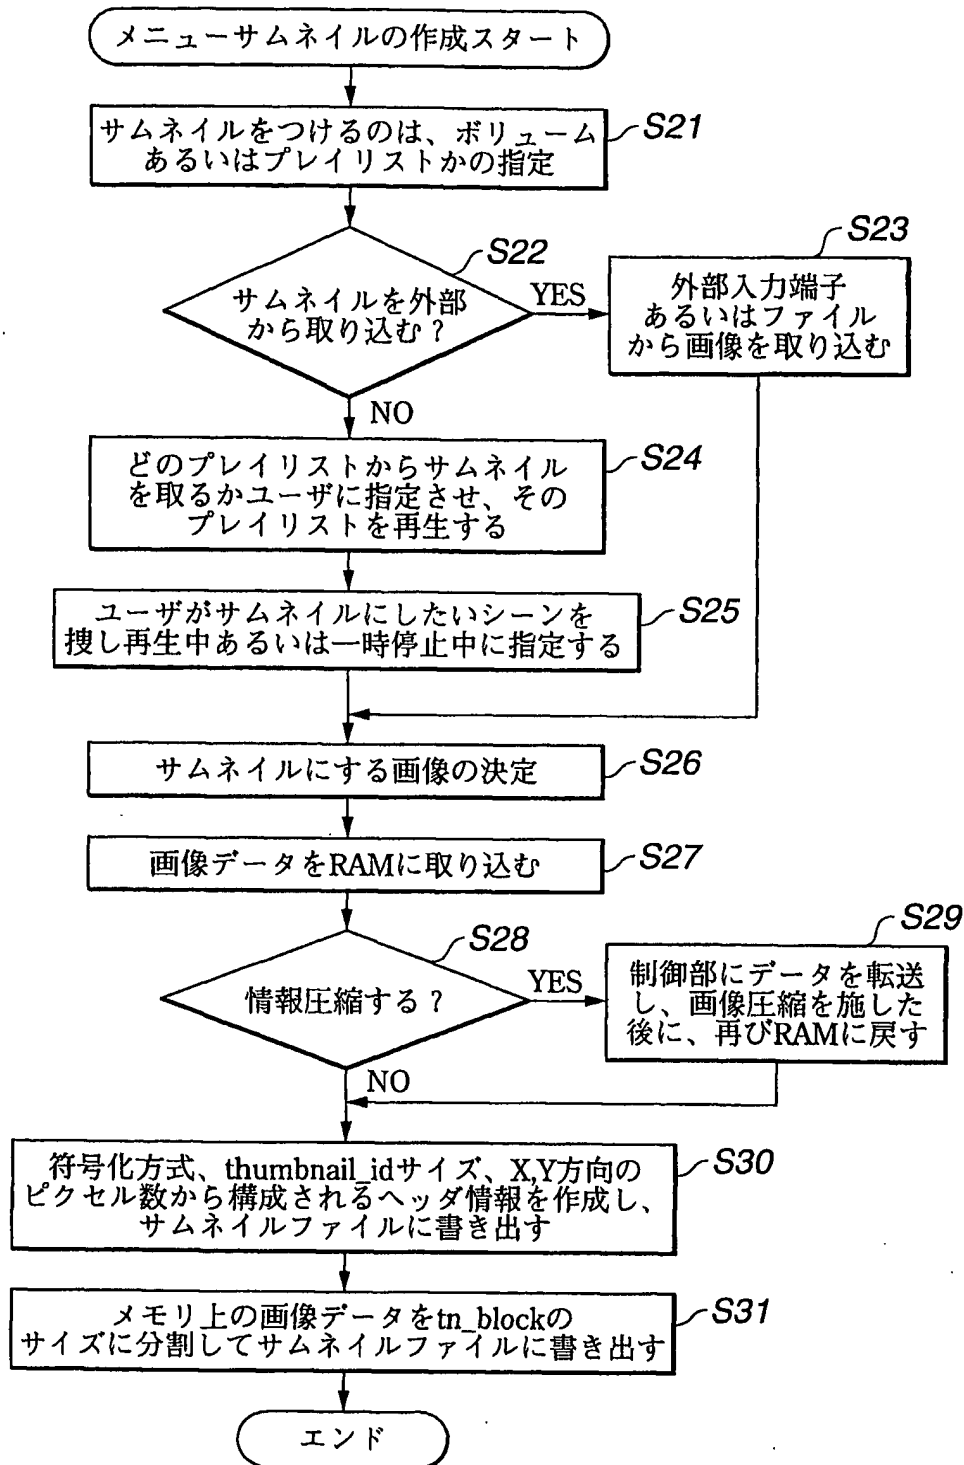 メニューサムネイルの作成スタート
サムネイルをつけるのは、ボリューム
あるいはプレイリストかの指定
S21
サムネイルを外部
から取り込む?
S22
YES
外部入力端子
あるいはファイル
から画像を取り込む
S23
NO
どのプレイリストからサムネイル
を取るかユーザに指定させ、その
プレイリストを再生する
S24
ユーザがサムネイルにしたいシーンを
捜し再生中あるいは一時停止中に指定する
S25
サムネイルにする画像の決定
S26
画像データをRAMに取り込む
S27
情報圧縮する?
S28
YES
制御部にデータを転送
し、画像圧縮を施した
後に、再びRAMに戻す
S29
NO
符号化方式、thumbnail_idサイズ、X,Y方向の
ピクセル数から構成されるヘッダ情報を作成し、
サムネイルファイルに書き出す
S30
メモリ上の画像データをtn_blockの
サイズに分割してサムネイルファイルに書き出す
S31
エンド